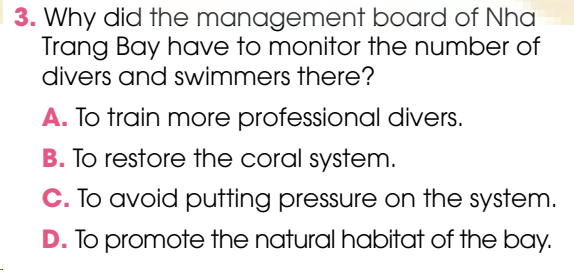 3. Why did the management board of Nha
Trang Bay have to monitor the number of
divers and swimmers there?
A. To train more professional divers.
B. To restore the coral system.
C. To avoid putting pressure on the system.
D. To promote the natural habitat of the bay.